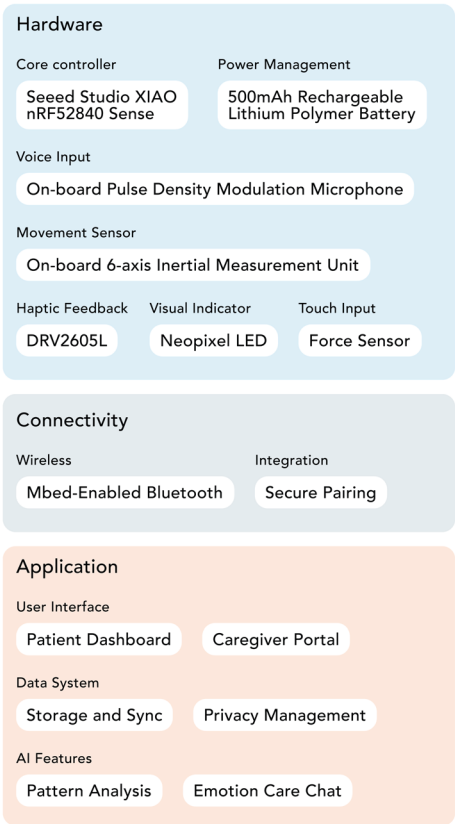 Hardware
Core controller
Seeed Studio XIAO
nRF52840 Sense
Power Management
500mAh Rechargeable
Lithium Polymer Battery
Voice Input
On-board Pulse Density Modulation Microphone
Movement Sensor
On-board 6-axis Inertial Measurement Unit
Haptic Feedback
DRV2605L
Visual Indicator
Neopixel LED
Touch Input
Force Sensor
Connectivity
Wireless
Mbed-Enabled Bluetooth
Integration
Secure Pairing
Application
User Interface
Patient Dashboard
Caregiver Portal
Data System
Storage and Sync
Privacy Management
AI Features
Pattern Analysis
Emotion Care Chat